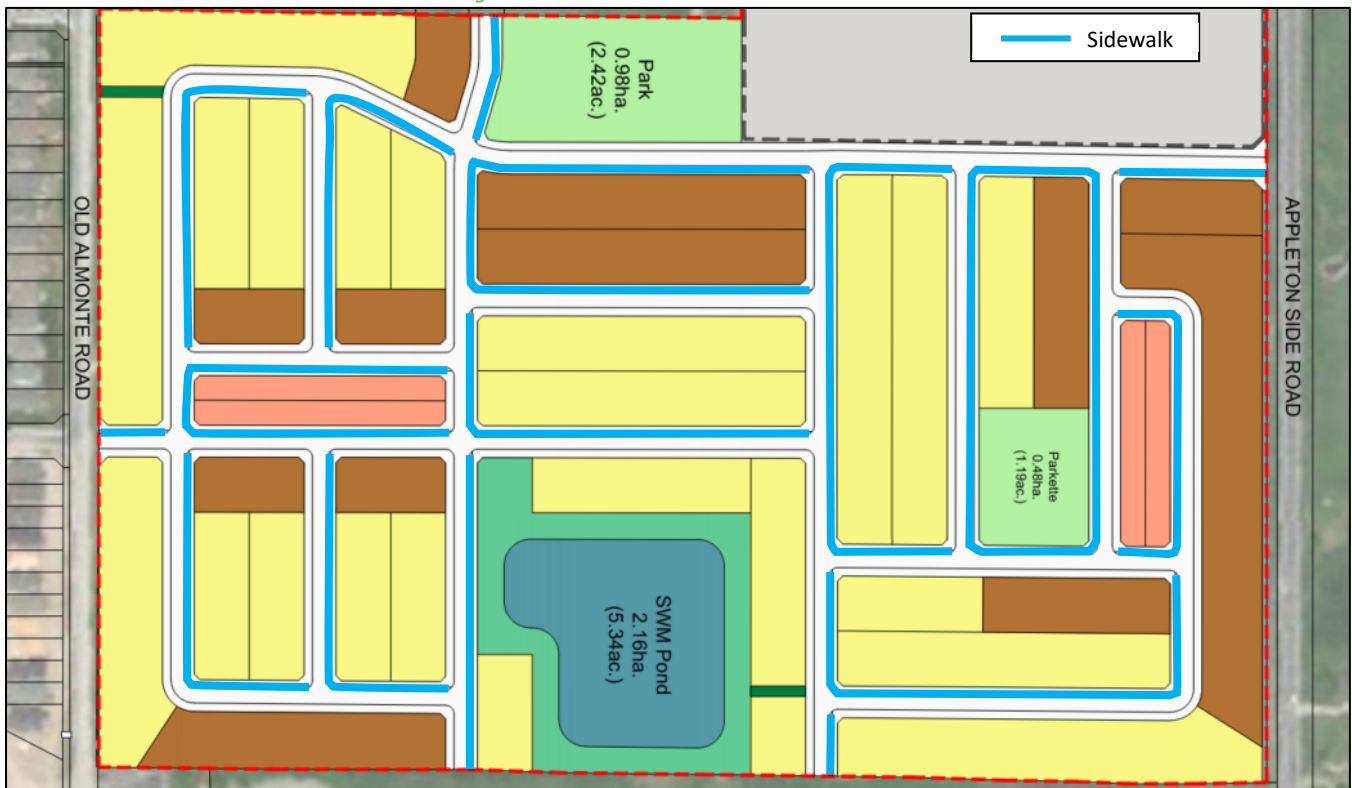 Sidewalk
Park
0.98ha.
(2.42ac.)
OLD ALMONTE ROAD
APPLETON SIDE ROAD
Parkette
0.48ha.
(1.19ac.)
SWM Pond
2.16ha.
(5.34ac.)